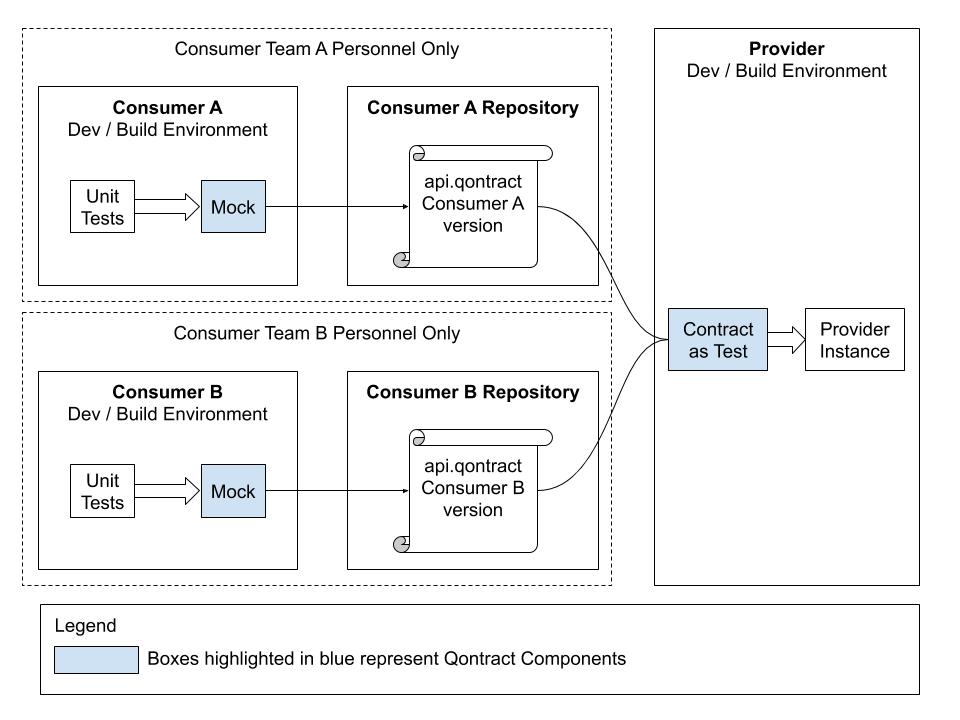 Consumer Team A Personnel Only
Consumer A
Dev / Build Environment
Unit
Tests
Mock
Consumer A Repository
api.qontract
Consumer A
version
Consumer Team B Personnel Only
Consumer B
Dev / Build Environment
Unit
Tests
Mock
Consumer B Repository
api.qontract
Consumer B
version
Provider
Dev / Build Environment
Contract
as Test
Provider
Instance
Legend
Boxes highlighted in blue represent Qontract Components